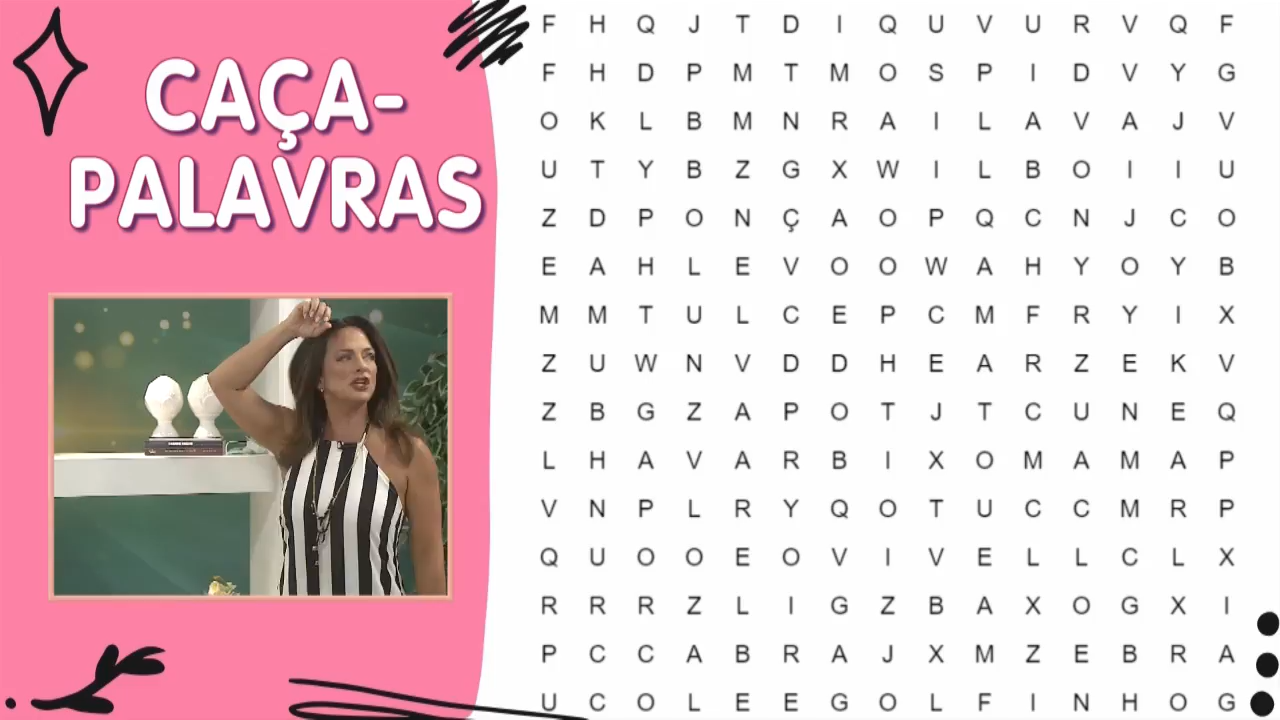 CAÇA-
PALAVRAS
F H Q J T D I Q U V U R V Q F
F H D P M T M O S P I D V Y G
O K L B M N R A I L A V A J V
U T Y B Z G X W I L B O I I U
Z D P O N Ç A O P Q C N J C O
E A H L E V O O W A H Y O Y B
M M T U L C E P C M F R Y I X
Z U W N V D D H E A R Z E K V
Z B G Z A P O T J T C U N E Q
L H A V A R B I X O M A M A P
V N P L R Y Q O T U C C M R P
Q U O O E O V I V E L L C L X
R R R Z L I G Z B A X O G X I
P C C A B R A J X M Z E B R A
U C O L E E G O L F I N H O G